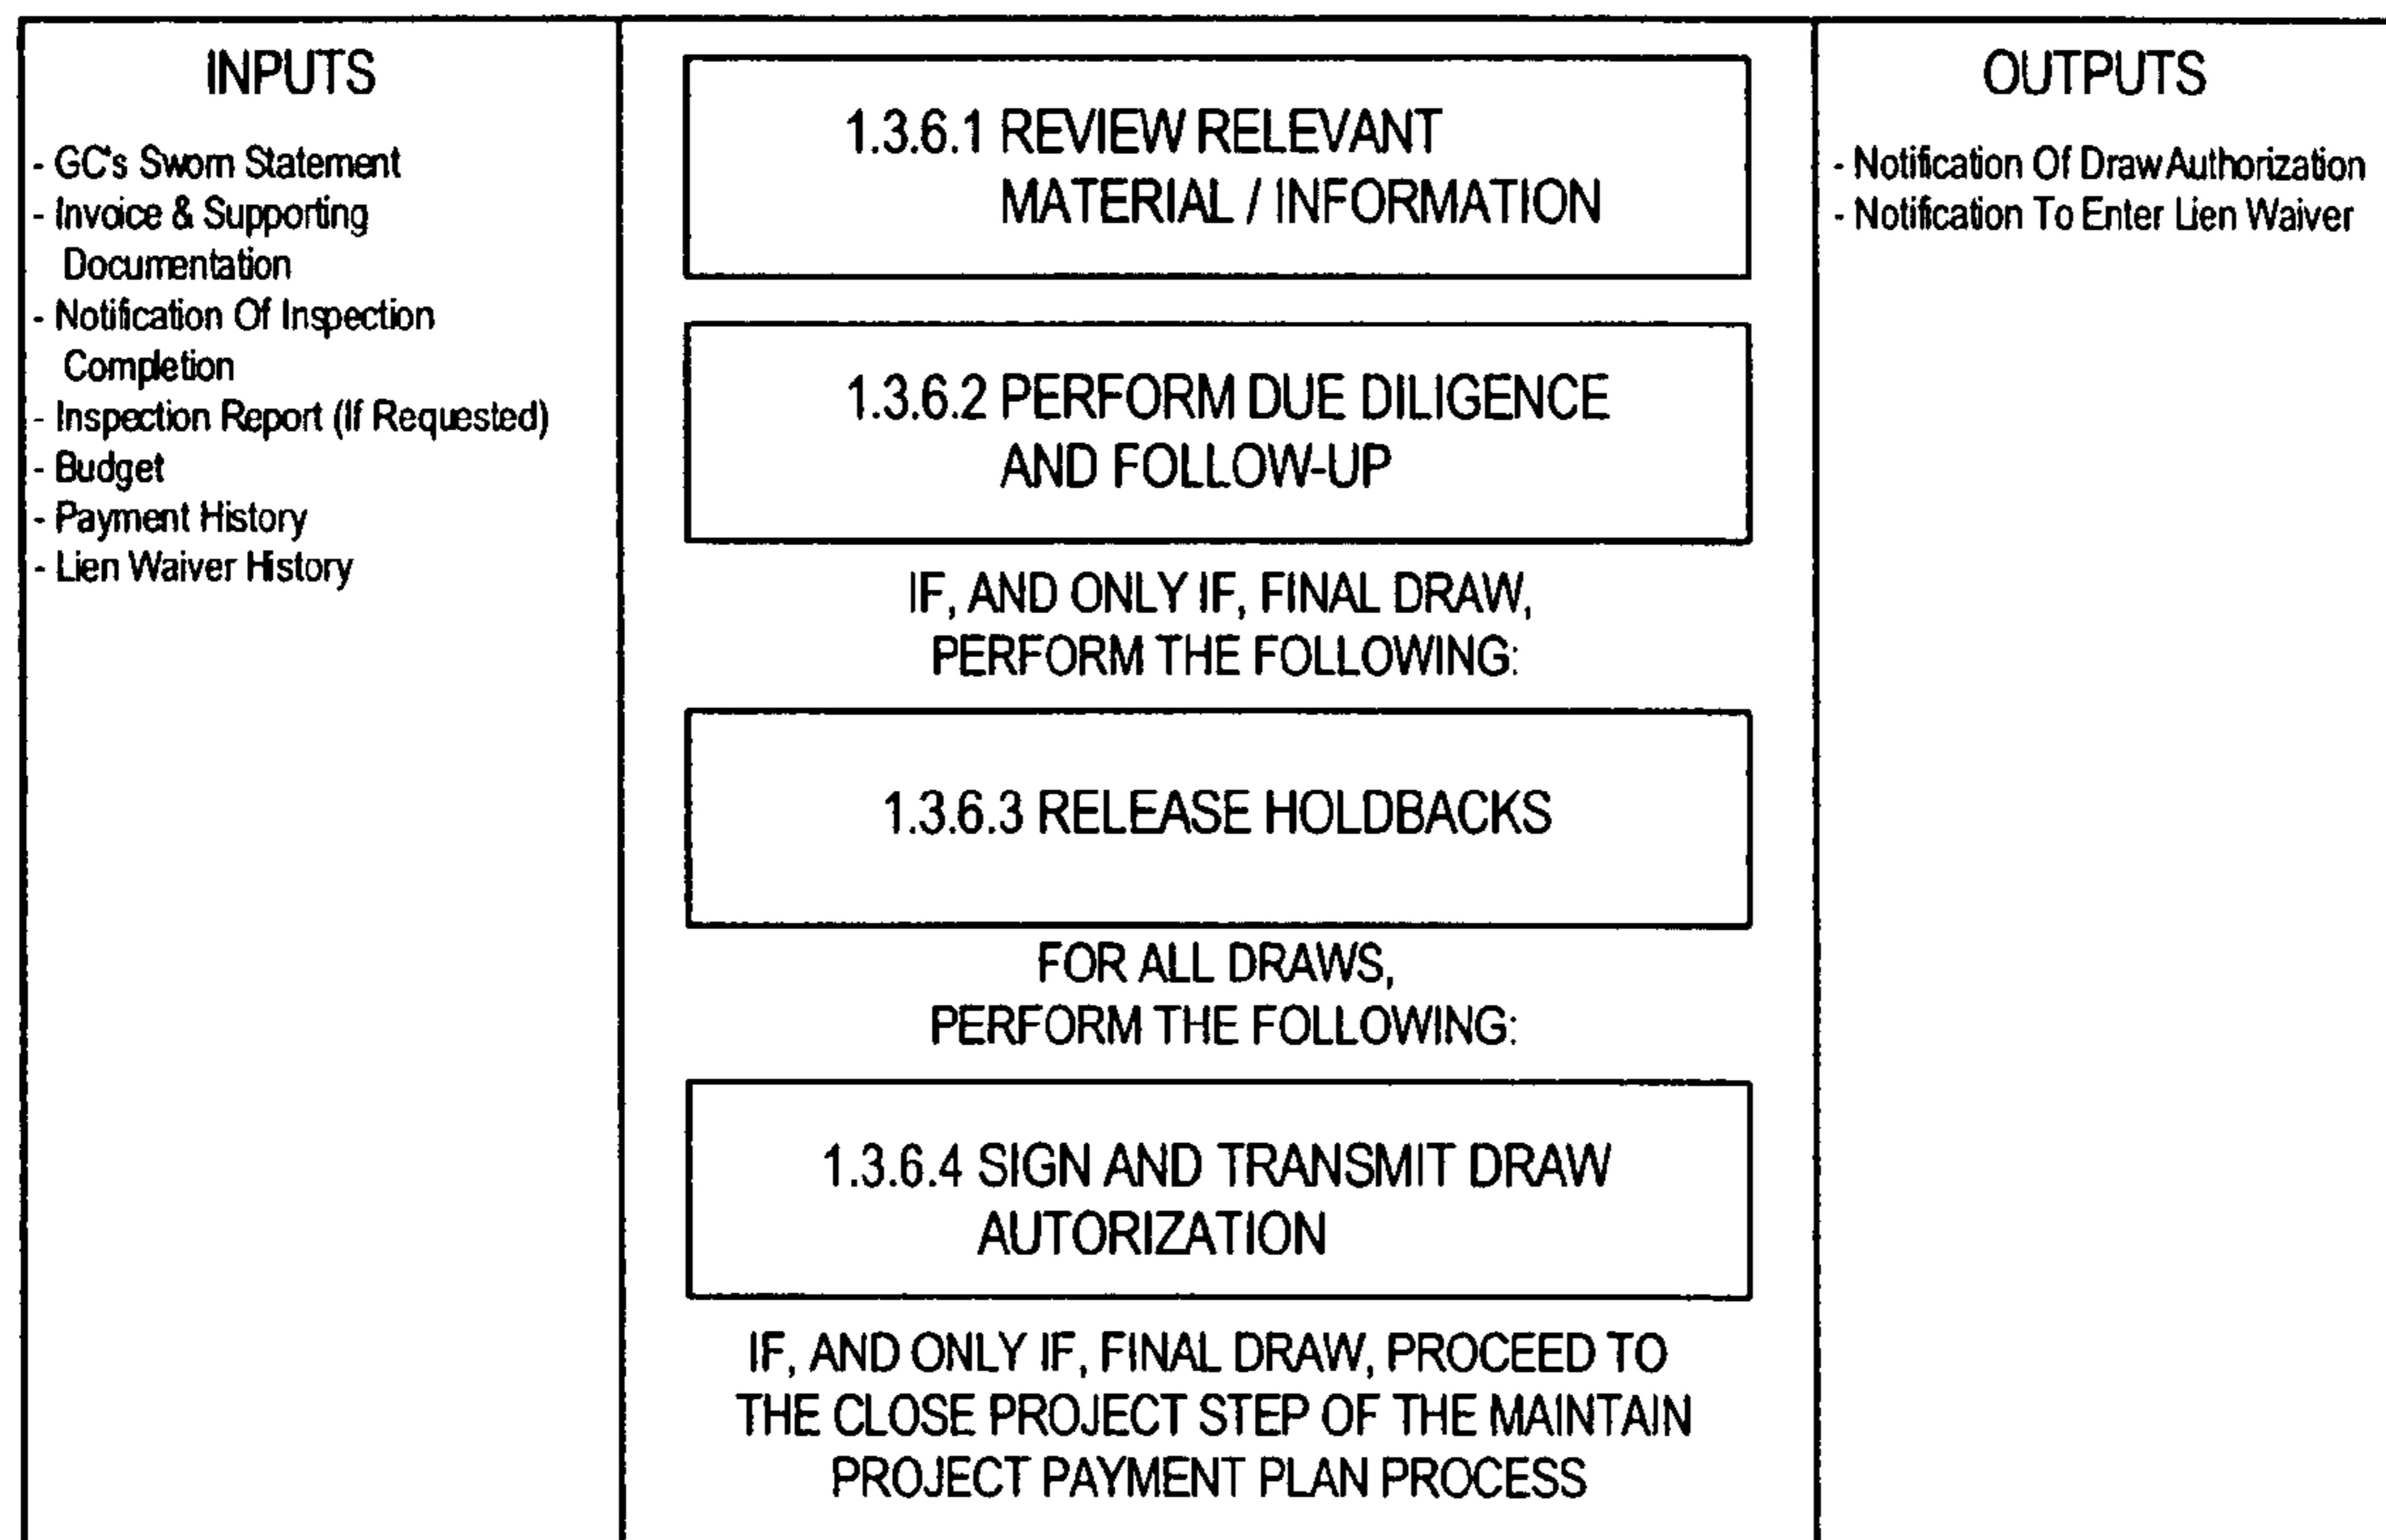 INPUTS
- GC's Sworn Statement
- Invoice & Supporting
Documentation
- Notification Of Inspection
Completion
- Inspection Report (If Requested)
- Budget
- Payment History
- Lien Waiver History
1.3.6.1 REVIEW RELEVANT
MATERIAL / INFORMATION
1.3.6.2 PERFORM DUE DILIGENCE
AND FOLLOW-UP
IF, AND ONLY IF, FINAL DRAW,
PERFORM THE FOLLOWING:
1.3.6.3 RELEASE HOLDBACKS
FOR ALL DRAWS,
PERFORM THE FOLLOWING:
1.3.6.4 SIGN AND TRANSMIT DRAW
AUTORIZATION
IF, AND ONLY IF, FINAL DRAW, PROCEED TO
THE CLOSE PROJECT STEP OF THE MAINTAIN
PROJECT PAYMENT PLAN PROCESS
OUTPUTS
- Notification Of Draw Authorization
- Notification To Enter Lien Waiver